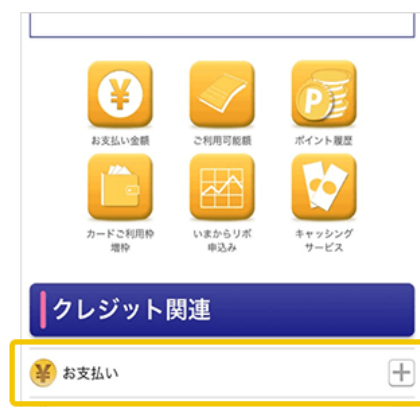 ¥
P
お支払い金額
ご利用可能額
ポイント履歴
カードご利用枠
増枠
いまからリボ
申込み
キャッシング
サービス
クレジット関連
¥
お支払い